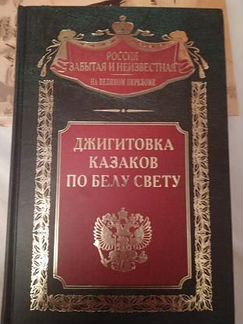 РОССИЯ
ЗАБЫТАЯ И НЕИЗВЕСТНАЯ
НА ВЕЛИКОМ ПЕРЕЛОМЕ
ДЖИГИТОВКА
КАЗАКОВ
ПО БЕЛУ СВЕТУ